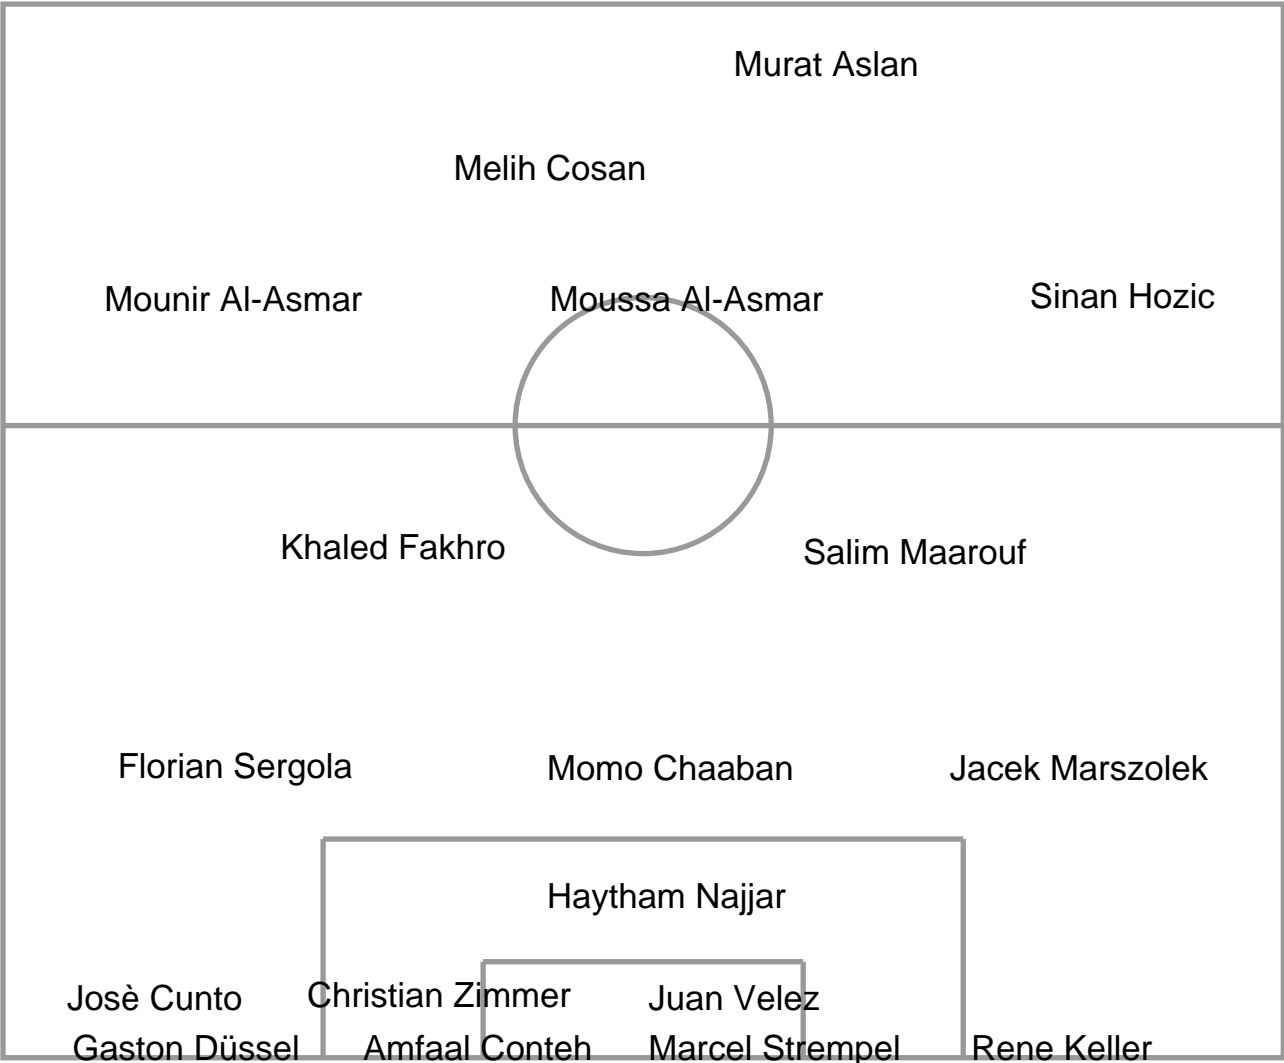 Murat Aslan
Melih Cosan
Mounir Al-Asmar Moussa Al-Asmar Sinan Hozic
Khaled Fakhro Salim Maarouf
Florian Sergola Momo Chaaban Jacek Marszolek
Haytham Najjar
Josè Cunto Christian Zimmer Juan Velez
Gaston Düssel Amfaal Conteh Marcel Strempel Rene Keller